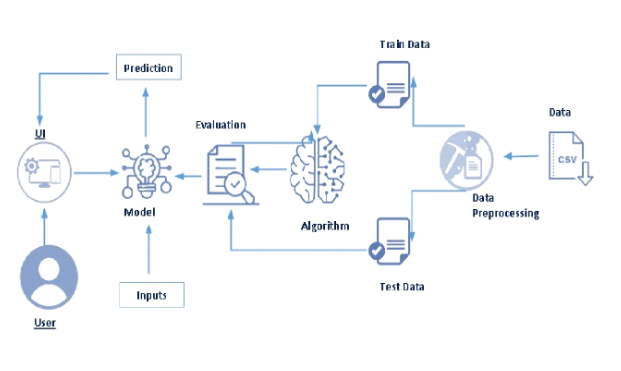 Train Data
Prediction
Data
Evaluation
UI
CSV
Model
Data
Preprocessing
Algorithm
Inputs
Test Data
User